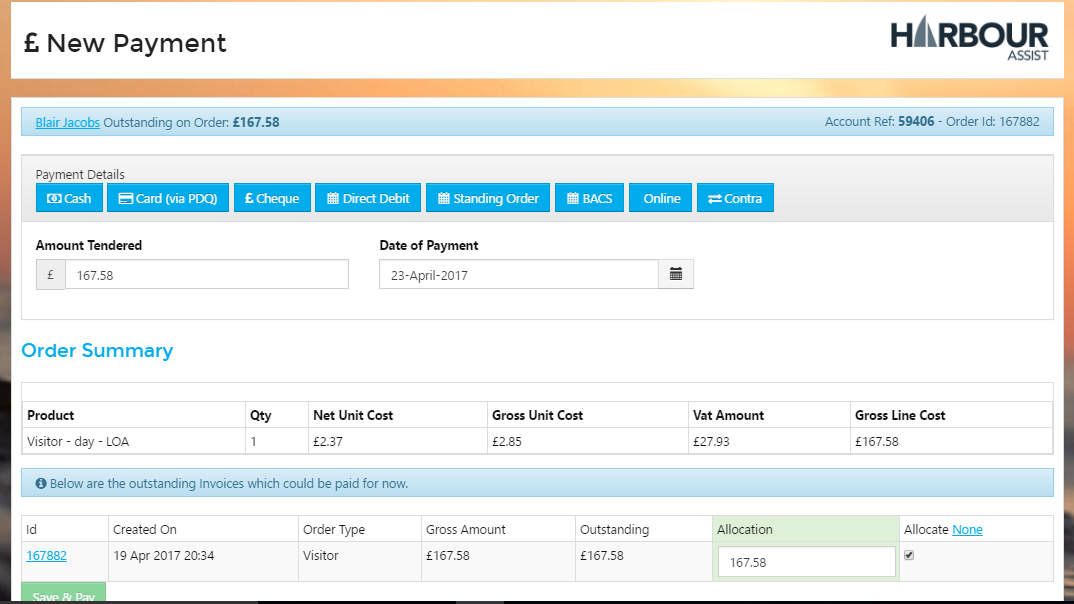 £ New Payment
HARBOUR
ASSIST
Blair Jacobs Outstanding on Order: £167.58
Account Ref: 59406 - Order Id: 167882
Payment Details
Cash Card (via PDQ) £ Cheque Direct Debit Standing Order BACS Online Contra
Amount Tendered Date of Payment
£ 167.58 23-April-2017
Order Summary
Product Qty Net Unit Cost Gross Unit Cost Vat Amount Gross Line Cost
Visitor - day - LOA 1 £2.37 £2.85 £27.93 £167.58
Below are the outstanding Invoices which could be paid for now.
Id Created On Order Type Gross Amount Outstanding Allocation Allocate None
167882 19 Apr 2017 20:34 Visitor £167.58 £167.58 167.58
Save & Pay